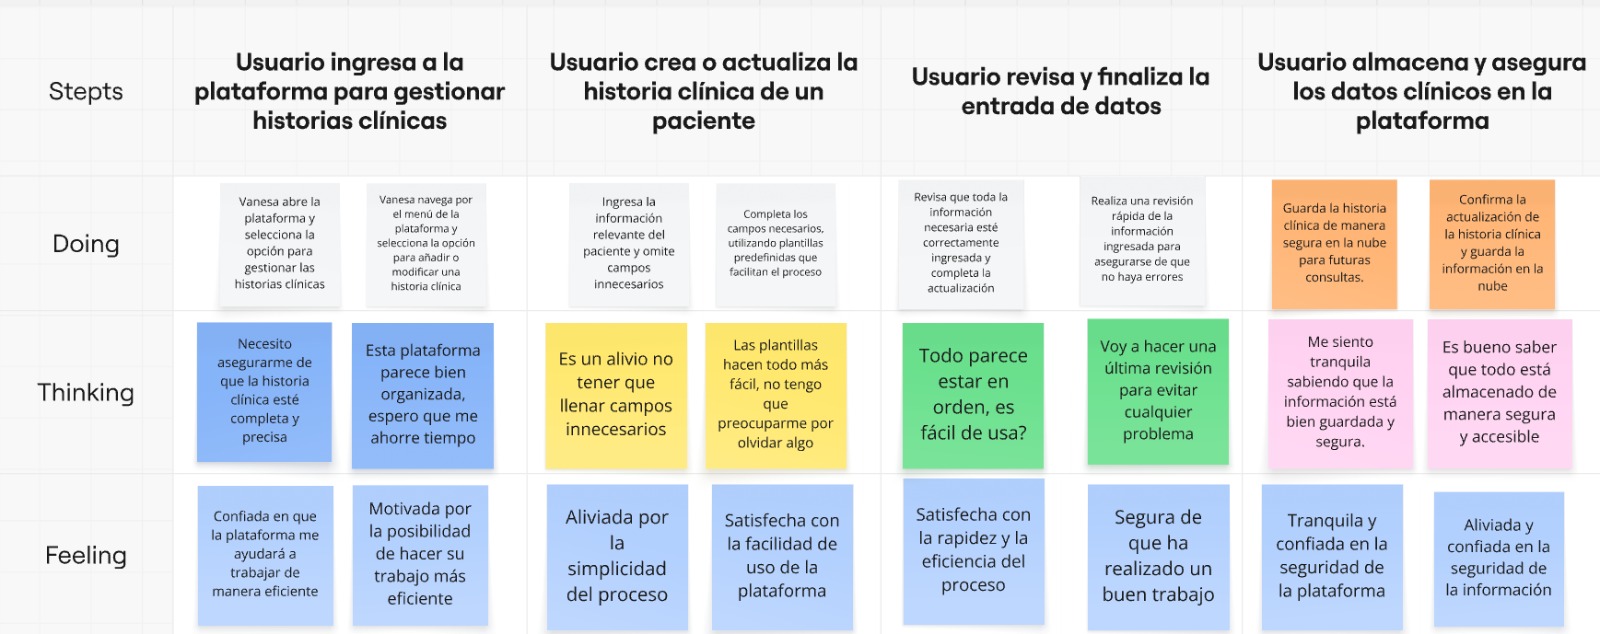 Stepts
Usuario ingresa a la
plataforma para gestionar
historias clínicas
Usuario crea o actualiza la
historia clínica de un
paciente
Usuario revisa y finaliza la
entrada de datos
Usuario almacena y asegura
los datos clínicos en la
plataforma
Doing
Vanesa abre la
plataforma y
selecciona la
opción para
gestionar las
historias clínicas
Vanesa navega por
el menú de la
plataforma y
selecciona la opción
para añadir o
modificar una
historia clínica
Ingresa la
información
relevante del
paciente y omite
campos
innecesarios
Completa los
campos necesarios,
utilizando plantillas
predefinidas que
facilitan el proceso
Revisa que toda la
información
necesaria esté
correctamente
ingresada y
completa la
actualización
Realiza una revisión
rápida de la
información
ingresada para
asegurarse de que
no haya errores
Guarda la historia
clínica de manera
segura en la nube
para futuras
consultas.
Confirma la
actualización de
la historia clínica
y guarda la
información en la
nube
Thinking
Necesito
asegurarme de
que la historia
clínica esté
completa y
precisa
Esta plataforma
parece bien
organizada,
espero que me
ahorre tiempo
Es un alivio no
tener que
llenar campos
innecesarios
Las plantillas
hacen todo más
fácil, no tengo
que
preocuparme por
olvidar algo
Todo parece
estar en
orden, es
fácil de usa?
Voy a hacer una
última revisión
para evitar
cualquier
problema
Me siento
tranquila
sabiendo que la
información está
bien guardada y
segura.
Es bueno saber
que todo está
almacenado de
manera segura
y accesible
Feeling
Confiada en que
la plataforma me
ayudará a
trabajar de
manera eficiente
Motivada por
la posibilidad
de hacer su
trabajo más
eficiente
Aliviada por
la
simplicidad
del proceso
Satisfecha con
la facilidad de
uso de la
plataforma
Satisfecha con
la rapidez y la
eficiencia del
proceso
Segura de
que ha
realizado un
buen trabajo
Tranquila y
confiada en la
seguridad de
la plataforma
Aliviada y
confiada en la
seguridad de
la información